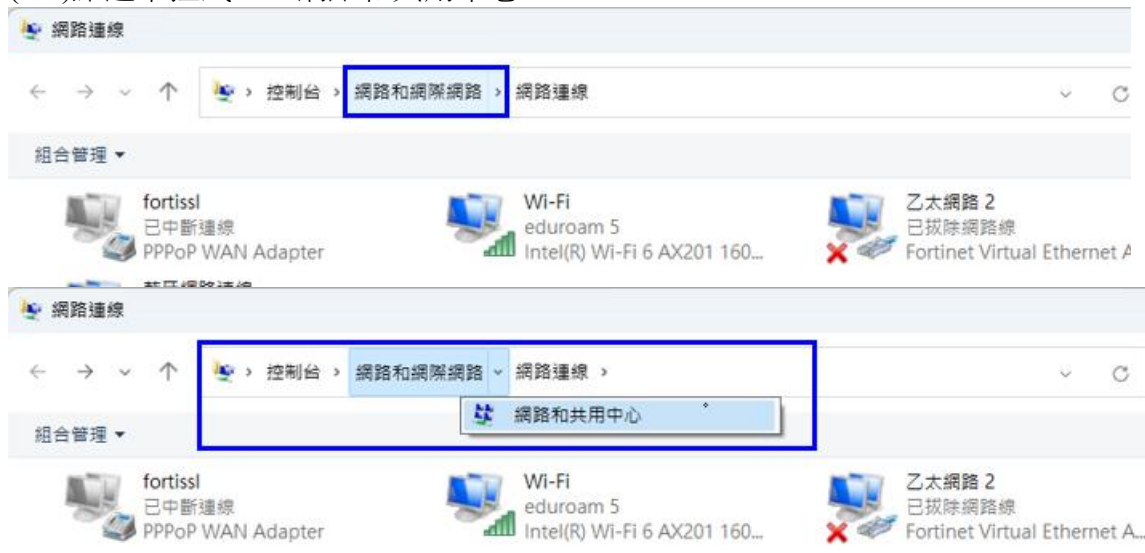 網路連線
控制台 › 網路和網際網路 › 網路連線
組合管理
fortissl
已中斷連線
PPPoP WAN Adapter
Wi-Fi
eduroam 5
Intel(R) Wi-Fi 6 AX201 160...
乙太網路 2
已拔除網路線
Fortinet Virtual Ethernet A
網路連線
控制台 › 網路和網際網路 網路連線 ›
網路和共用中心
組合管理
fortissl
已中斷連線
PPPoP WAN Adapter
Wi-Fi
eduroam 5
Intel(R) Wi-Fi 6 AX201 160...
乙太網路 2
已拔除網路線
Fortinet Virtual Ethernet A...